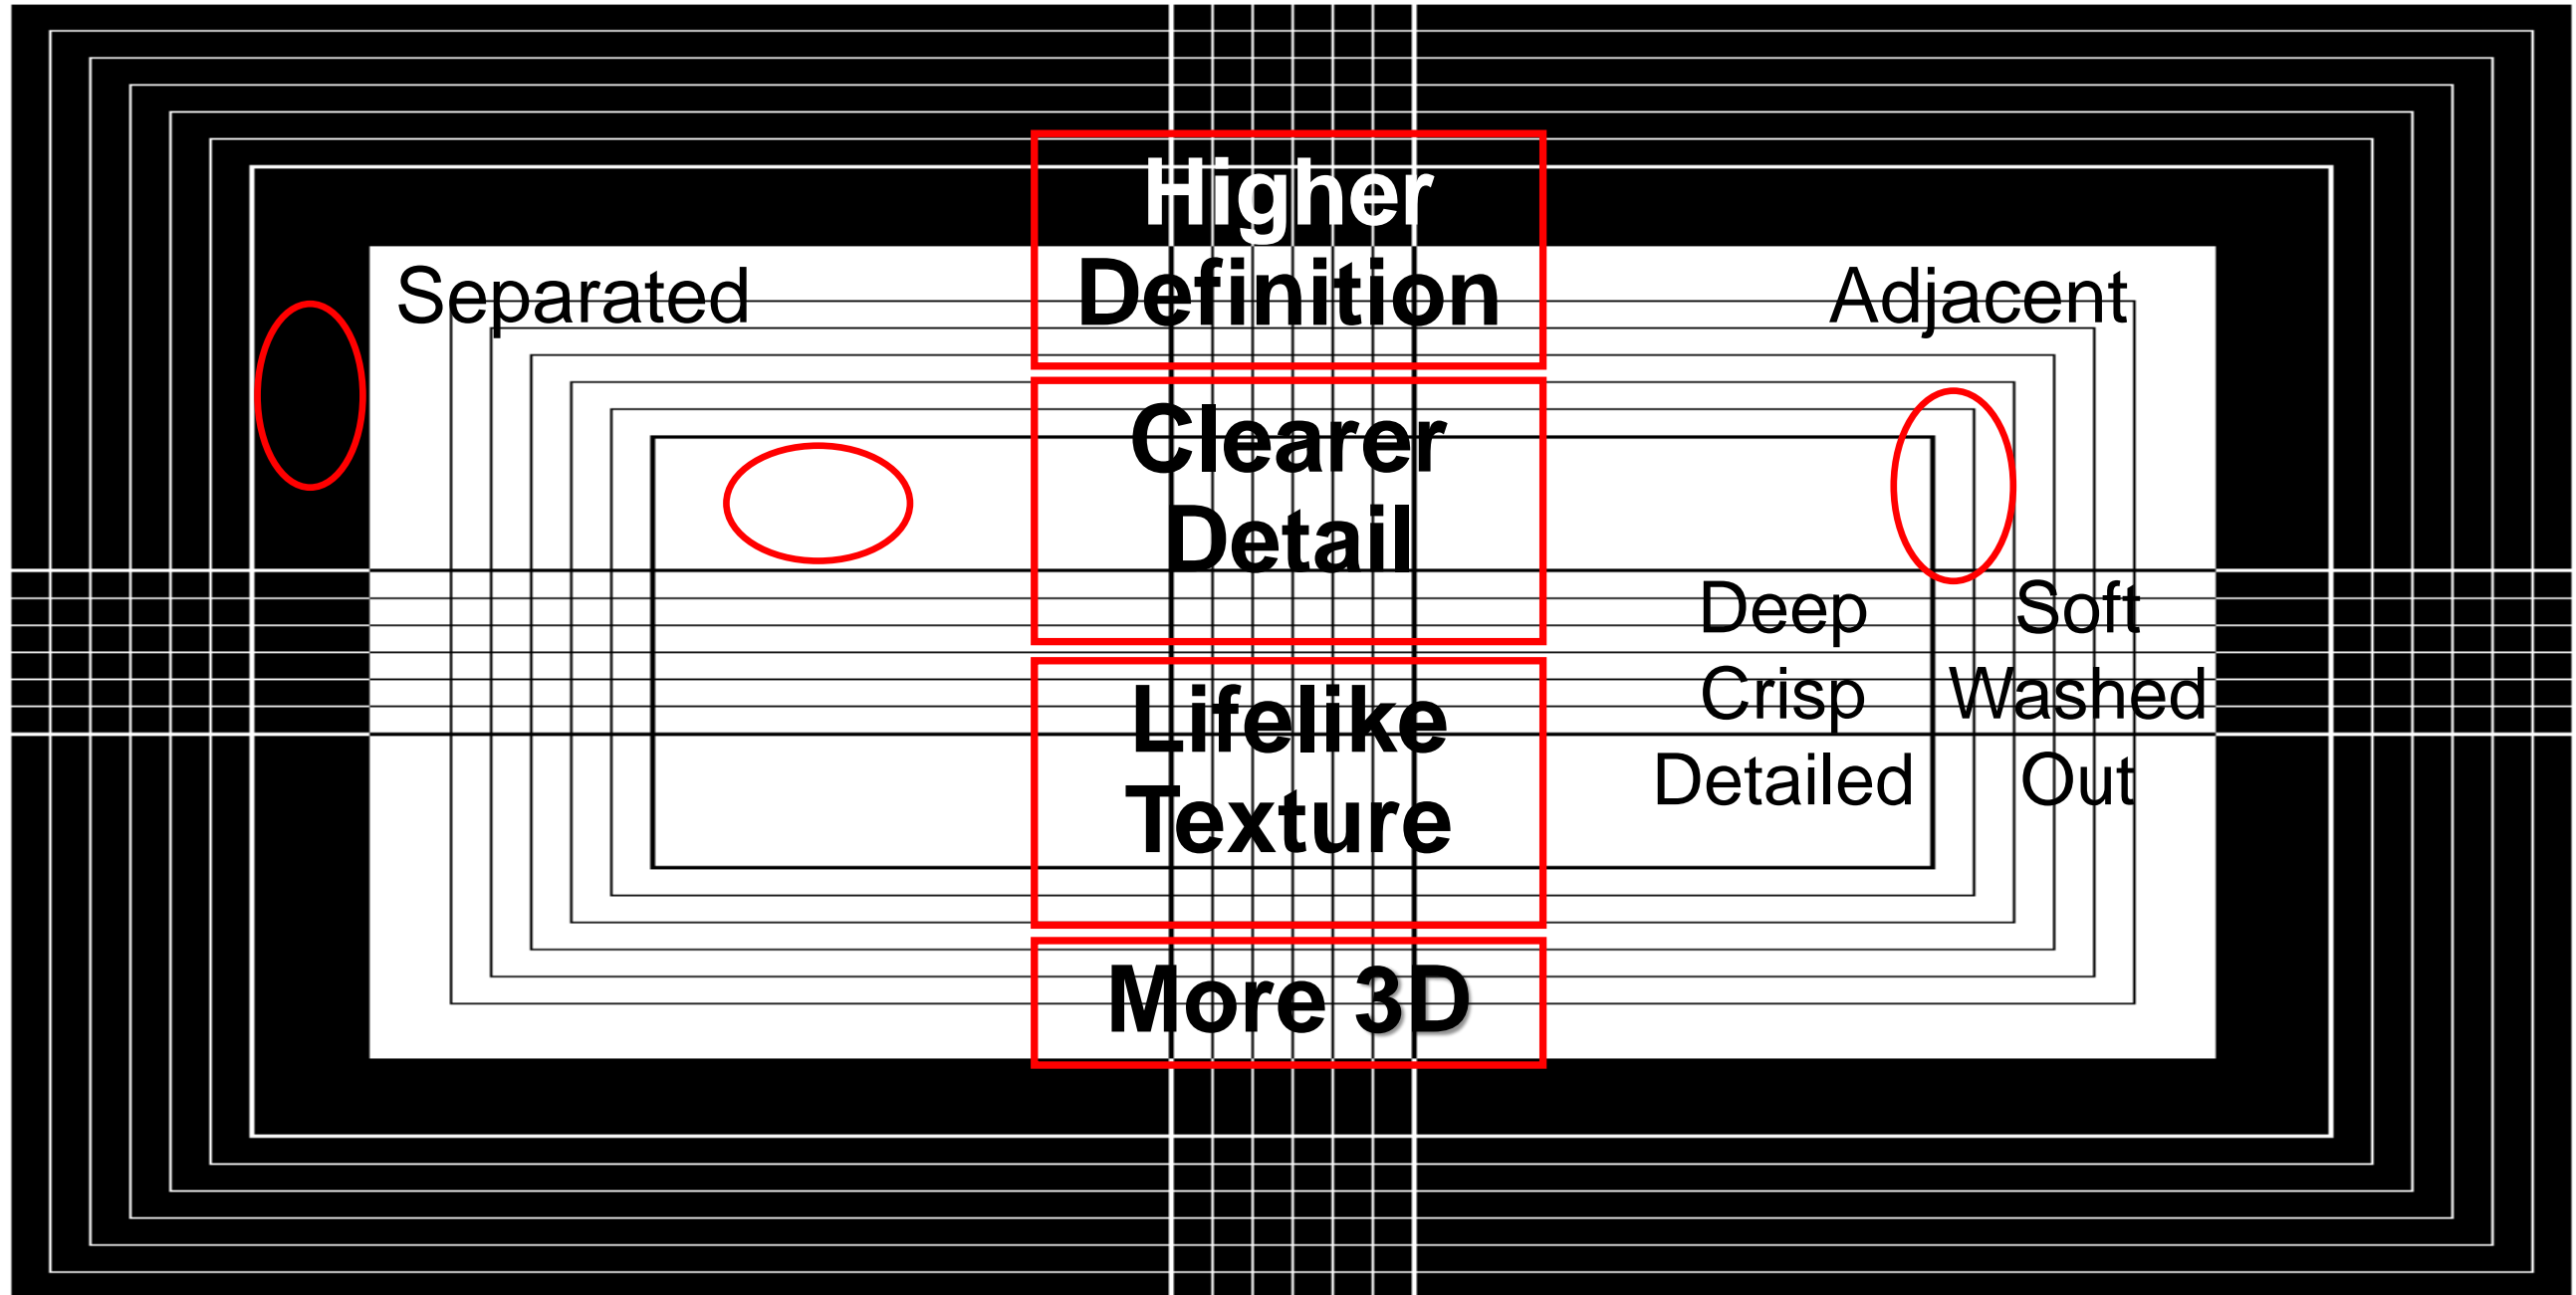 Higher
Definition
Separated
Adjacent
Clearer
Detail
Deep
Crisp
Detailed
Soft
Washed
Out
Lifelike
Texture
More 3D